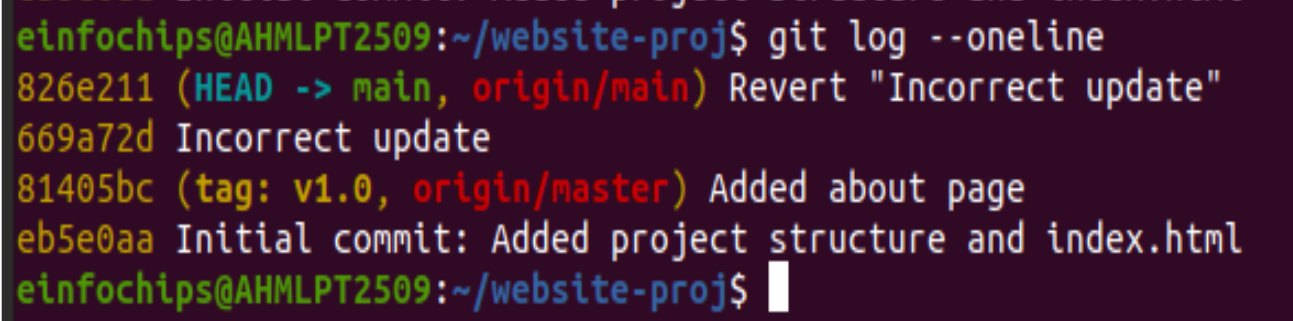 einfochips@AHMLPT2509:~/website-proj$ git log --oneline
826e211 (HEAD -> main, origin/main) Revert "Incorrect update"
669a72d Incorrect update
81405bc (tag: v1.0, origin/master) Added about page
eb5e0aa Initial commit: Added project structure and index.html
einfochips@AHMLPT2509:~/website-proj$